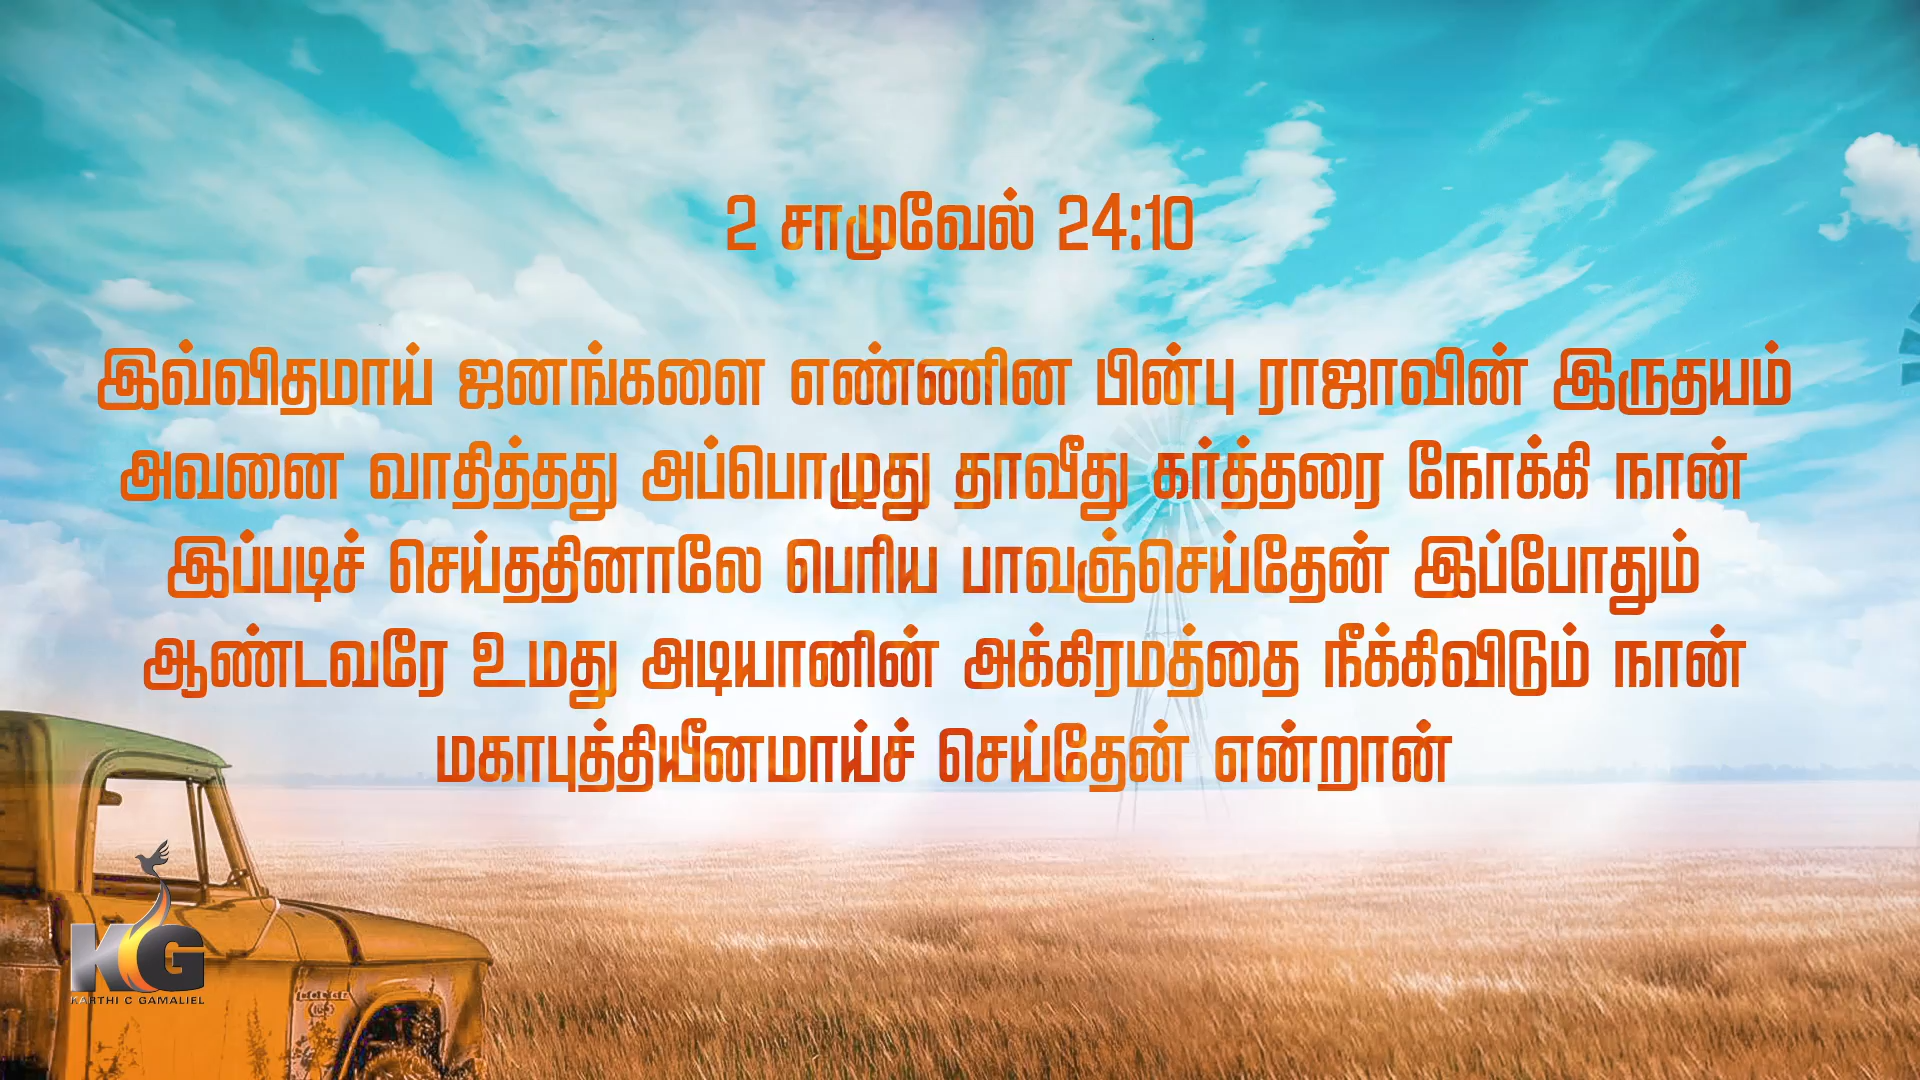 2 சாமுவேல் 24:10
இவ்விதமாய் ஜனங்களை எண்ணின பின்பு ராஜாவின் இருதயம்
அவனை வாதித்தது அப்பொழுது தாவீது கர்த்தரை நோக்கி நான்
இப்படிச் செய்ததினாலே பெரிய பாவஞ்செய்தேன் இப்போதும்
ஆண்டவரே உமது அடியானின் அக்கிரமத்தை நீக்கிவிடும் நான்
மகாபுத்தியீனமாய்ச் செய்தேன் என்றான்
KG
KARTHI C GAMALIEL